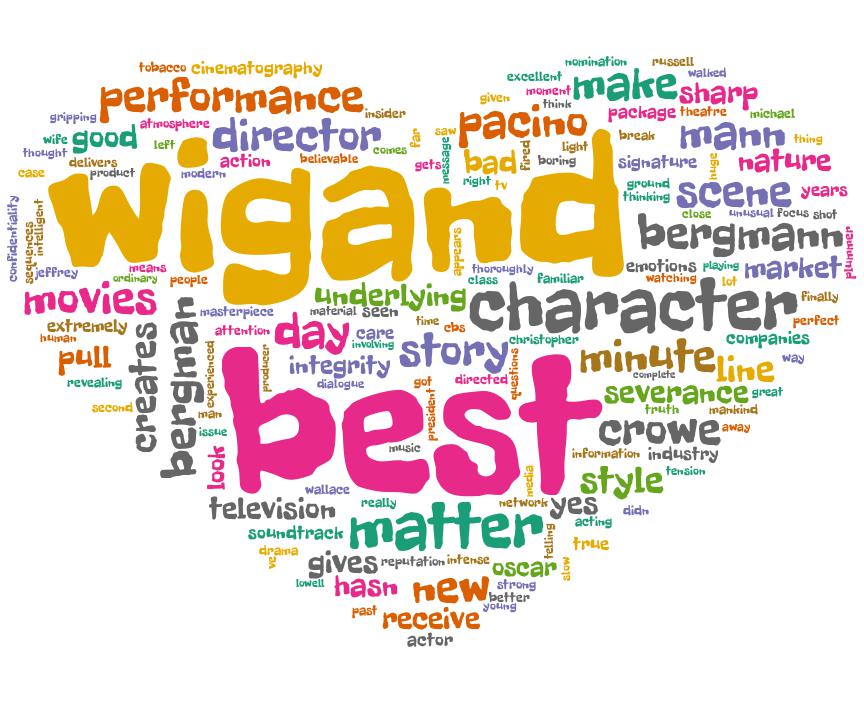 tobacco cinematography
nomination russell
excellent walked
performance
moment make sharp
given think
gripping insider
package theatre michael
wife good atmosphere director
pacino
break mann thing
thought left comes far saw message
light
delivers action believable
gets bad fired boring signature huge nature
case product modern
right tv
ground
thinking scene years
wigand
confidentiality sequences intelligent
close unusual focus shot
bergmann plummer
appears
jeffrey means
thoroughly emotions playing market
ordinary people
class familiar watching lot
movies
underlying character finally
masterpiece material seen
extremely
attention day care time cbs
perfect
human
creates bergman
involving story christopher companies
pull
integrity minute line way
revealing experienced producer
dialogue got directed questions complete
best
severance great
second man
president truth mankind
issue
crowe away
look music
information industry
wallace media style tension
television really network yes
didn
soundtrack matter acting
drama telling true
ve gives reputation intense oscar slow
lowell hasn new strong
better
past receive young
actor